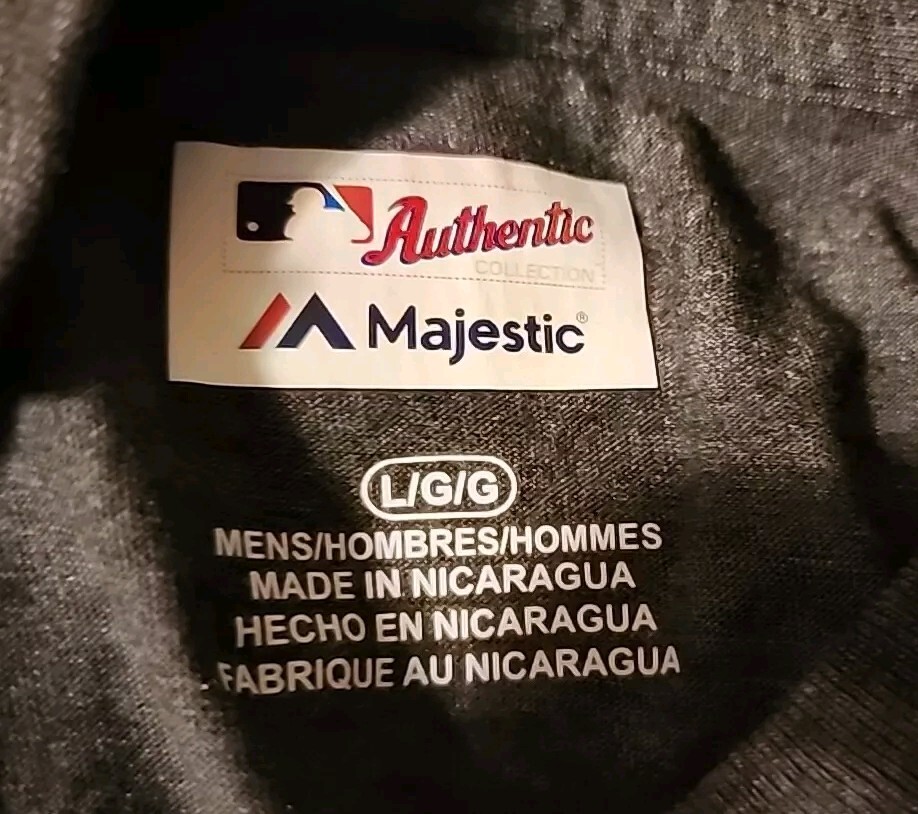 Authentic
COLLECTION
Majestic®
L/G/G
MENS/HOMBRES/HOMMES
MADE IN NICARAGUA
HECHO EN NICARAGUA
FABRIQUE AU NICARAGUA